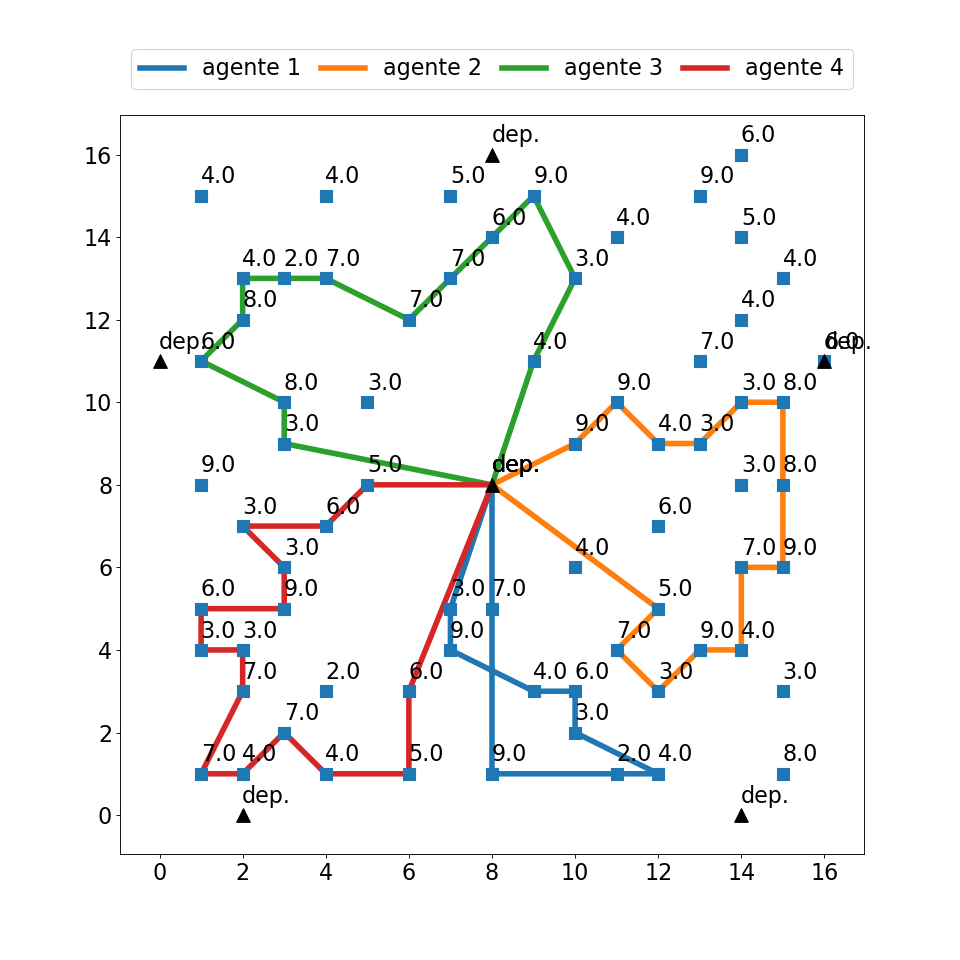 agente 1 agente 2 agente 3 agente 4
dep. 6.0
16
4.0 4.0 5.0 9.0 9.0
14 6.0 4.0 5.0
4.0 2.0 7.0 7.0 3.0 4.0
12 8.0 7.0 4.0
dep. 6.0 4.0 7.0 6.0 dep.
10 8.0 3.0 9.0 3.0 8.0
3.0 9.0 4.0 3.0
8 9.0 5.0 dep. 3.0 8.0
3.0 6.0 6.0
6 3.0 4.0 7.0 9.0
6.0 9.0 3.0 7.0 5.0
4 3.0 3.0 9.0 7.0 9.0 4.0
7.0 2.0 6.0 4.0 6.0 3.0 3.0
2 7.0 3.0
7.0 4.0 4.0 5.0 9.0 2.0 4.0 8.0
0 dep. dep.
0 2 4 6 8 10 12 14 16